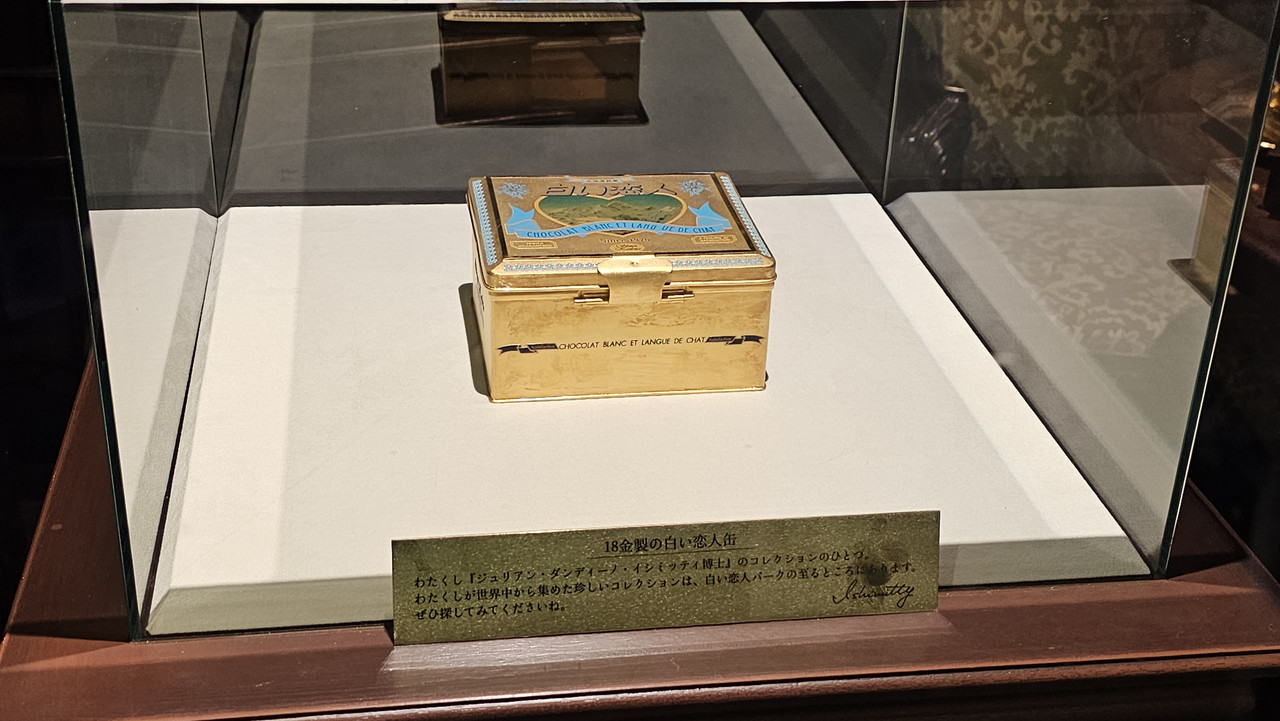 白い恋人
CHOCOLAT BLANC ET LANGUE DE CHAT
CHOCOLAT BLANC ET LANGUE DE CHAT
18金製の白い恋人缶
わたくし『ジュリアン・ダンディーノ・イシミッティ博士』のコレクションのひとつ。
わたくしが世界中から集めた珍しいコレクションは、白い恋人パークの至るところにあります。
ぜひ探してみてくださいね。
Ishimitty